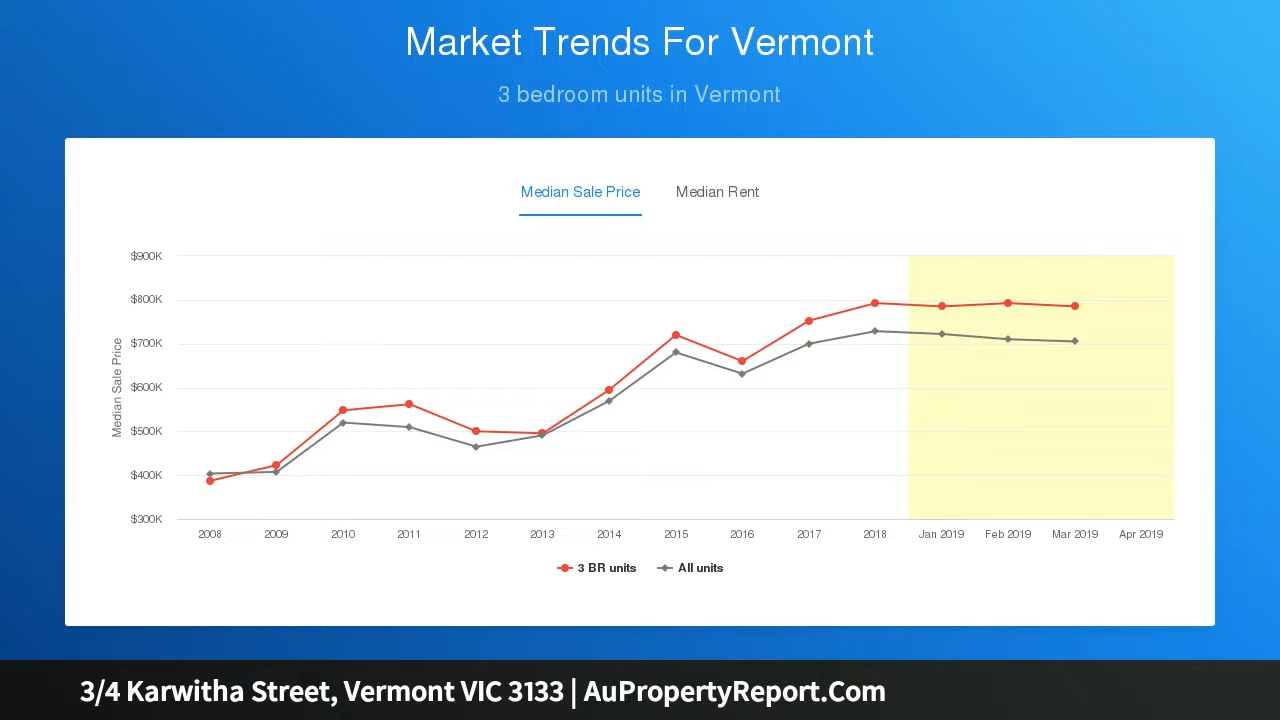 Market Trends For Vermont
3 bedroom units in Vermont
Median Sale Price Median Rent
$900K
$800K
$700K
$600K
$500K
$400K
$300K
Median Sale Price
2008 2009 2010 2011 2012 2013 2014 2015 2016 2017 2018 Jan 2019 Feb 2019 Mar 2019 Apr 2019
3 BR units All units
3/4 Karwitha Street, Vermont VIC 3133 | AuPropertyReport.Com